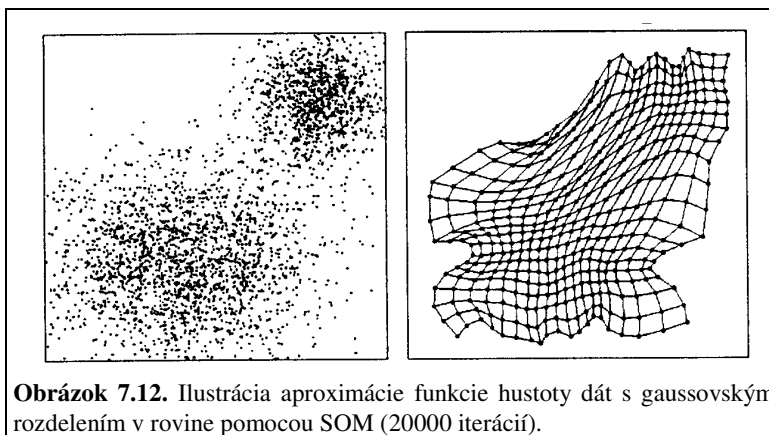 Obrázok 7.12. Ilustrácia aproximácie funkcie hustoty dát s gaussovským
rozdelením v rovine pomocou SOM (20000 iterácií).